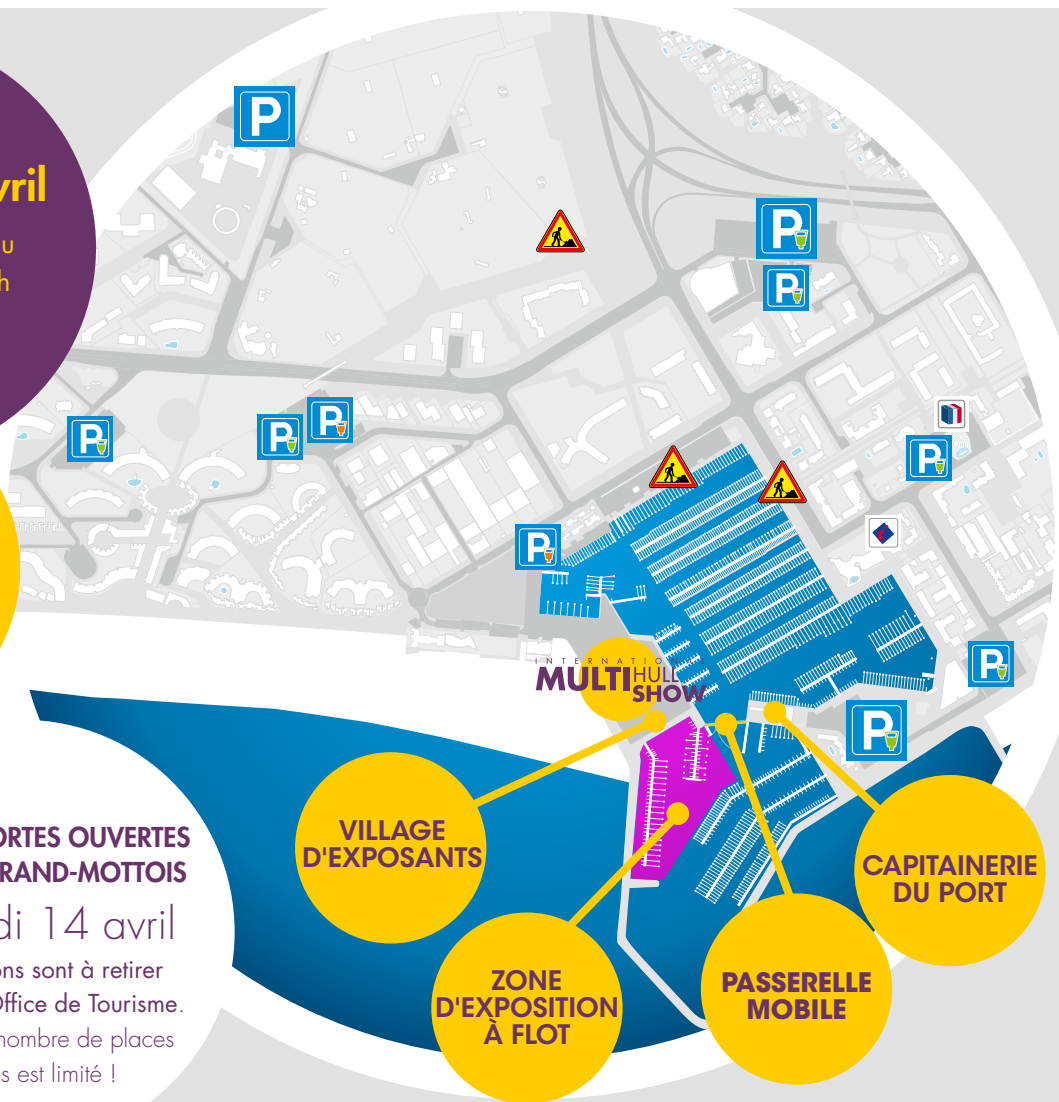 vril
u
h
P
P
P
P
P
P
P
P
P
P
INTERNATIONAL
MULTIHULL
SHOW
VILLAGE
D'EXPOSANTS
ZONE
D'EXPOSITION
À FLOT
PASSERELLE
MOBILE
CAPITAINERIE
DU PORT
ORTES OUVERTES
RAND-MOTTOIS
di 14 avril
ons sont à retirer
Office de Tourisme.
nombre de places
s est limité !